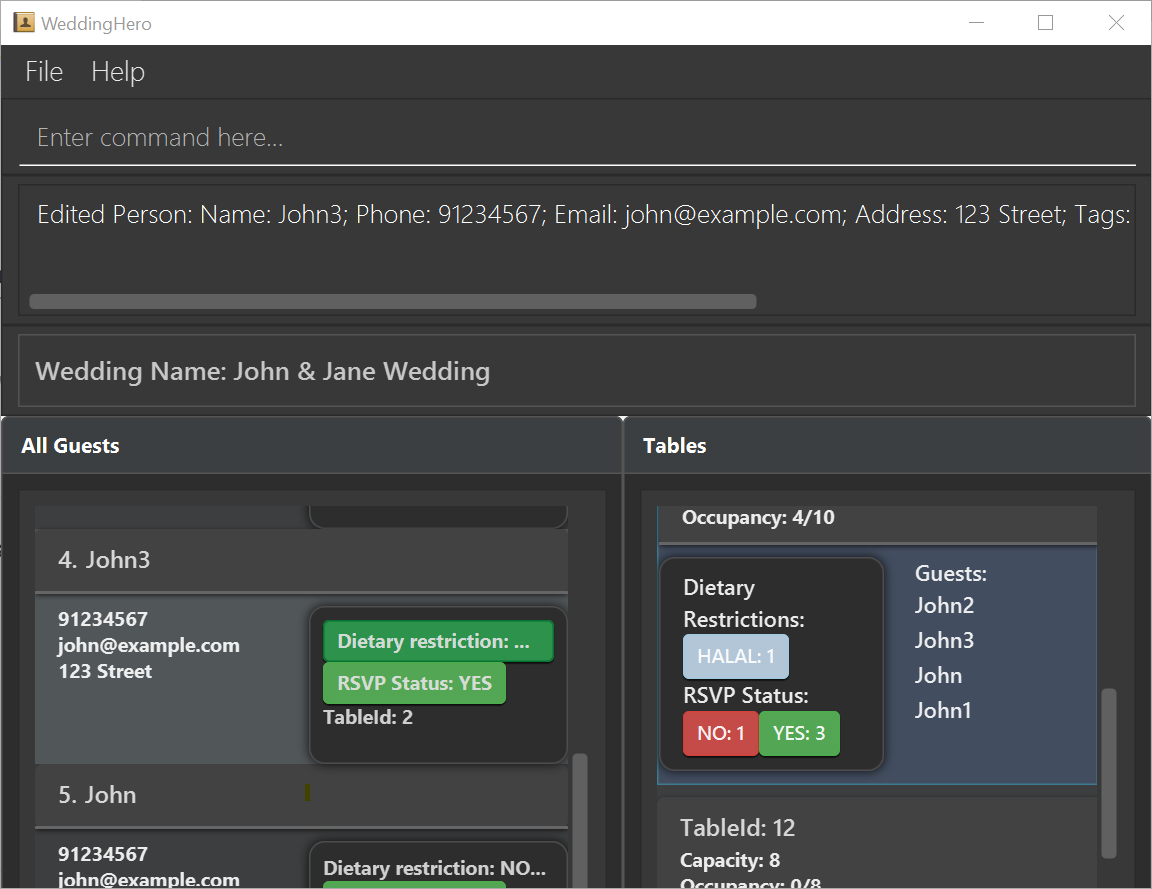 WeddingHero
File Help
Enter command here...
Edited Person: Name: John3; Phone: 91234567; Email: john@example.com; Address: 123 Street; Tags:
Wedding Name: John & Jane Wedding
All Guests
4. John3
91234567
john@example.com
123 Street
Dietary restriction: ...
RSVP Status: YES
TableId: 2
5. John
91234567
john@example.com
Dietary restriction: NO...
Tables
Occupancy: 4/10
Dietary
Restrictions:
HALAL: 1
RSVP Status:
NO: 1 YES: 3
Guests:
John2
John3
John
John1
TableId: 12
Capacity: 8
Occupancy: 0/8